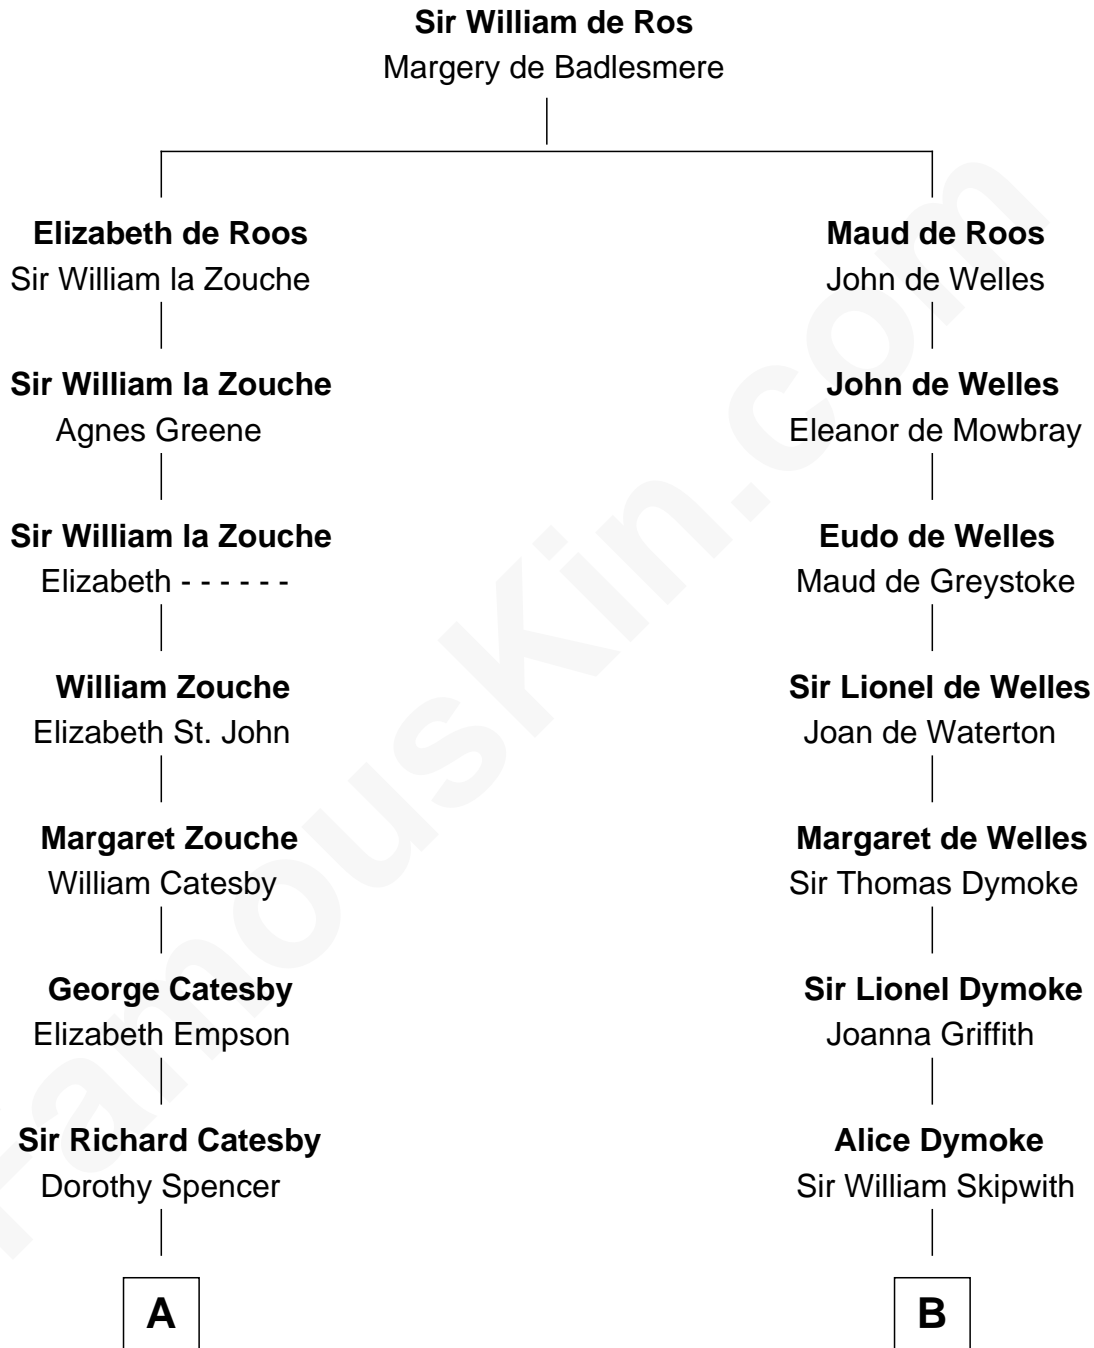 Sir William de Ros
Margery de Badlesmere
Elizabeth de Roos
Sir William la Zouche
Maud de Roos
John de Welles
Sir William la Zouche
Agnes Greene
John de Welles
Eleanor de Mowbray
Sir William la Zouche
Elizabeth - - - - - -
Eudo de Welles
Maud de Greystoke
William Zouche
Elizabeth St. John
Sir Lionel de Welles
Joan de Waterton
Margaret Zouche
William Catesby
Margaret de Welles
Sir Thomas Dymoke
George Catesby
Elizabeth Empson
Sir Lionel Dymoke
Joanna Griffith
Sir Richard Catesby
Dorothy Spencer
Alice Dymoke
Sir William Skipwith
A
B
FamousKin.com